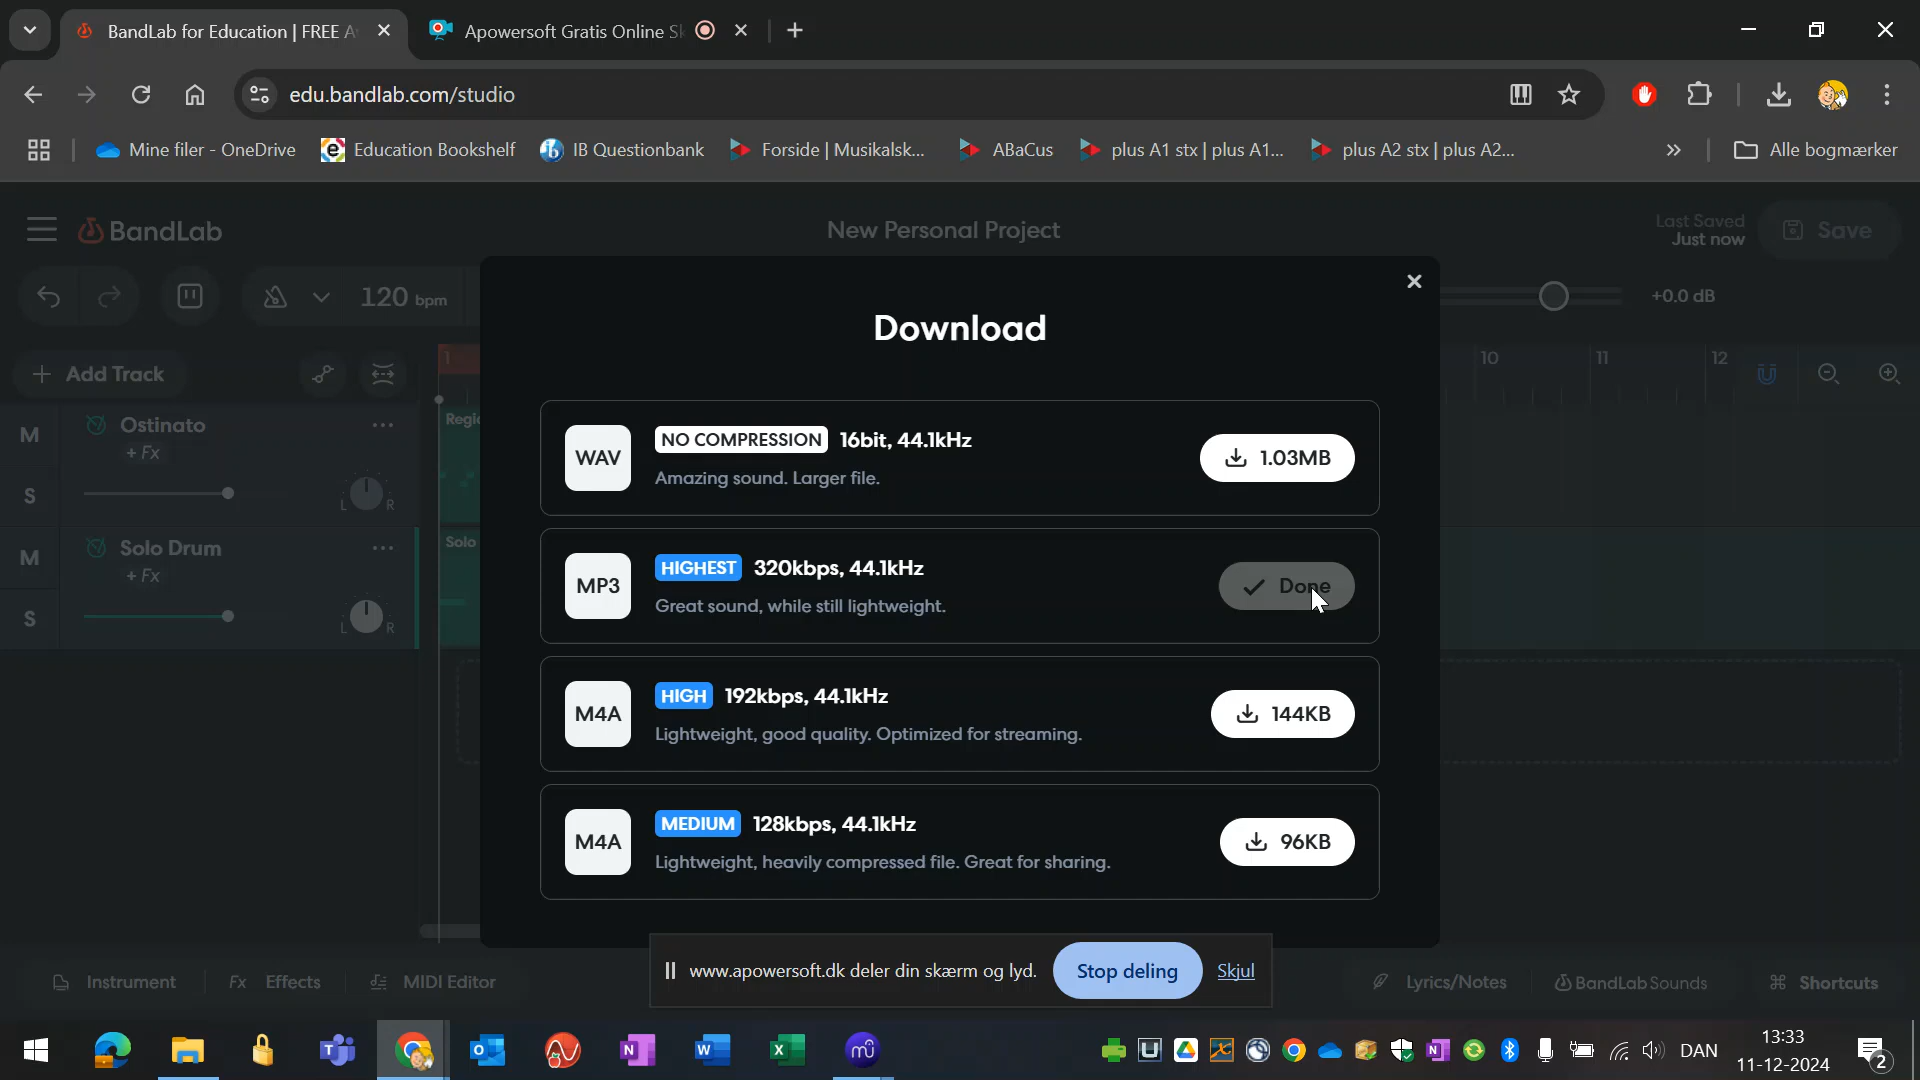 BandLab for Education | FREE A
Apowersoft Gratis Online S
edu.bandlab.com/studio
Mine filer - OneDrive
Education Bookshelf
IB Questionbank
Forside | Musikalsk...
ABaCus
plus A1 stx | plus A1...
plus A2 stx | plus A2...
Alle bogmærker
BandLab
New Personal Project
Last Saved
Just now
Save
120 bpm
+0.0 dB
Download
Add Track
1
10
11
12
M
Ostinato
+ Fx
S
L
R
Regi
M
Solo Drum
+ Fx
S
L
R
Solo
WAV
NO COMPRESSION 16bit, 44.1kHz
Amazing sound. Larger file.
1.03MB
MP3
HIGHEST 320kbps, 44.1kHz
Great sound, while still lightweight.
Done
M4A
HIGH 192kbps, 44.1kHz
Lightweight, good quality. Optimized for streaming.
144KB
M4A
MEDIUM 128kbps, 44.1kHz
Lightweight, heavily compressed file. Great for sharing.
96KB
www.apowersoft.dk deler din skærm og lyd.
Stop deling
Skjul
Instrument
Fx Effects
MIDI Editor
Lyrics/Notes
BandLab Sounds
Shortcuts
DAN
13:33
11-12-2024
2